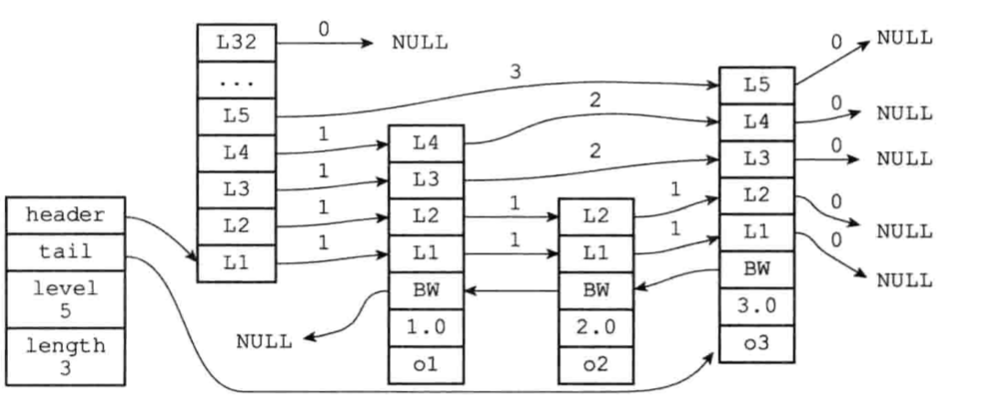 header
tail
level
5
length
3
L32
...
L5
L4
L3
L2
L1
0
NULL
3
1
1
1
1
L4
L3
L2
L1
BW
1.0
o1
NULL
2
2
1
1
L2
L1
BW
2.0
o2
1
1
L5
L4
L3
L2
L1
BW
3.0
o3
0
NULL
0
NULL
0
NULL
0
NULL
0
NULL